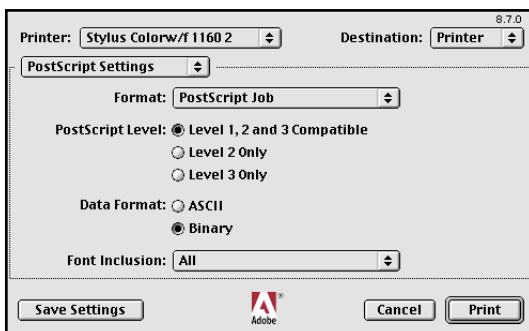 8.7.0
Printer: Stylus Colorw/f 1160 2 Destination: Printer
PostScript Settings
Format: PostScript Job
PostScript Level: Level 1, 2 and 3 Compatible
Level 2 Only
Level 3 Only
Data Format: ASCII
Binary
Font Inclusion: All
Save Settings Adobe ® Cancel Print